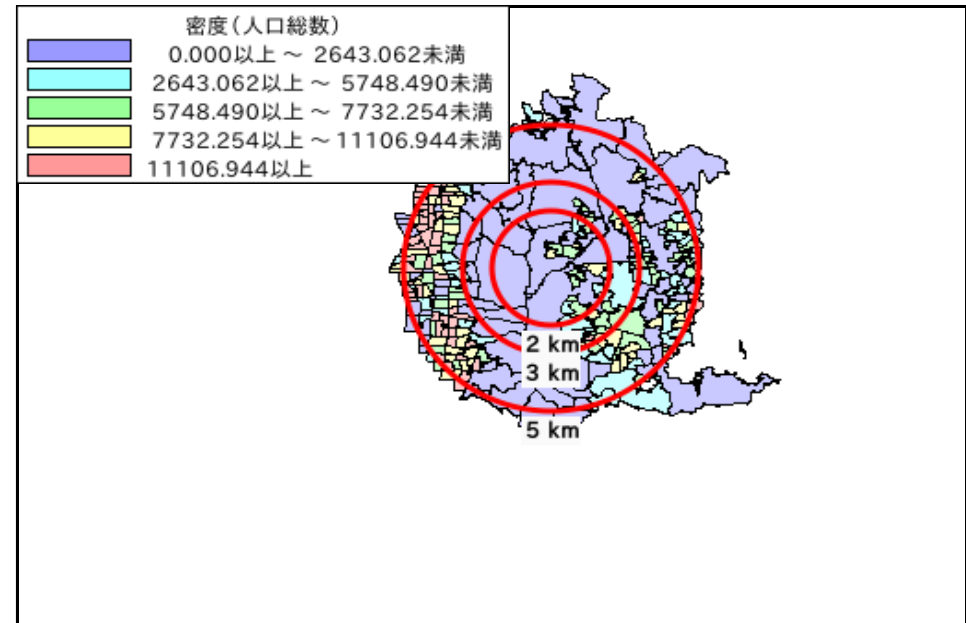 密度(人口総数)
0.000以上 ~ 2643.062未満
2643.062以上 ~ 5748.490未満
5748.490以上 ~ 7732.254未満
7732.254以上 ~ 11106.944未満
11106.944以上
2 km
3 km
5 km